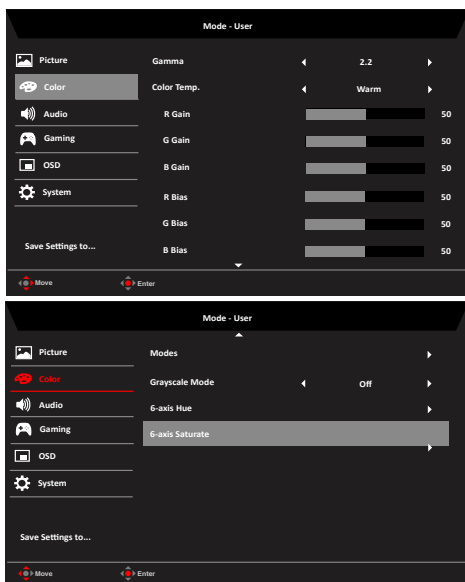 Mode - User
Picture
Gamma 2.2
Color
Color Temp. Warm
Audio
R Gain 50
Gaming
G Gain 50
OSD
B Gain 50
System
R Bias 50
G Bias 50
Save Settings to...
B Bias 50
Move Enter
Mode - User
Picture
Modes
Color
Grayscale Mode Off
Audio
6-axis Hue
Gaming
6-axis Saturate
OSD
System
Save Settings to...
Move Enter